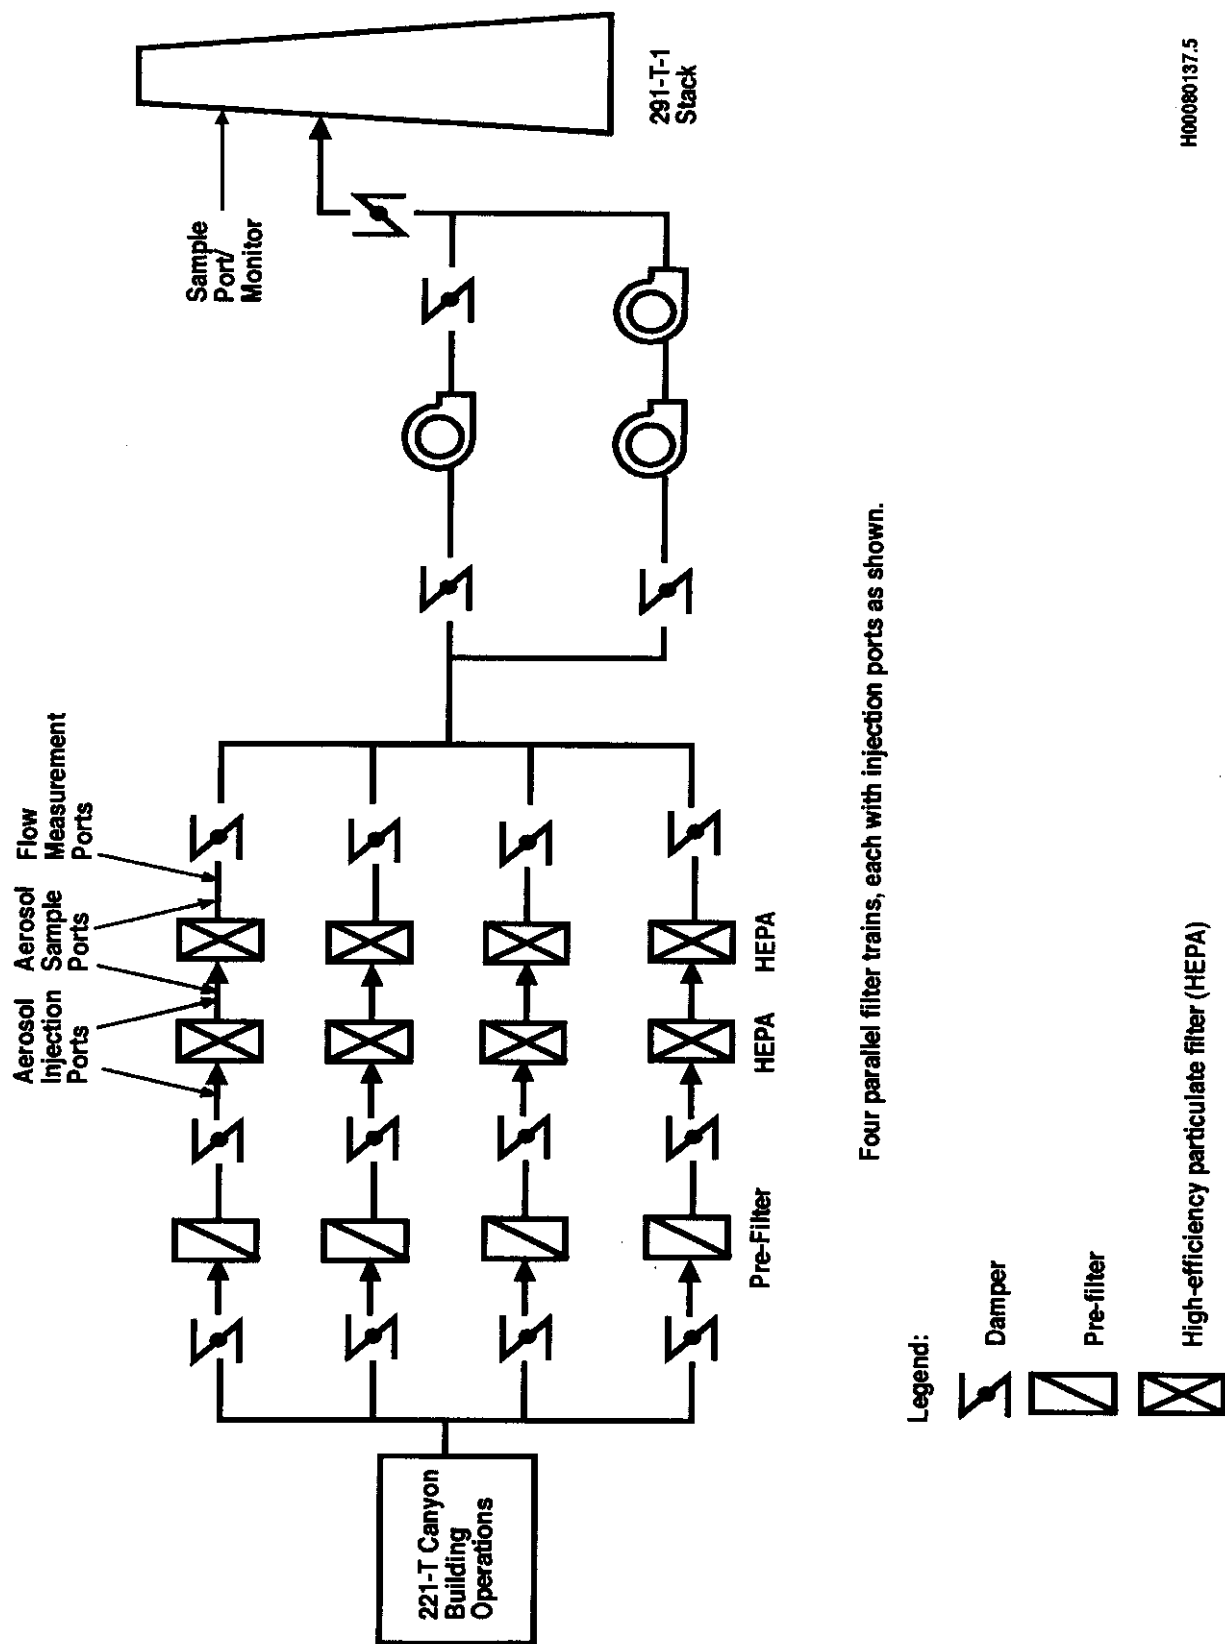 Aerosol
Injection
Ports
Aerosol
Sample
Ports
Flow
Measurement
Ports
Sample
Port/
Monitor
291-T-1
Stack
221-T Canyon
Building
Operations
Pre-Filter
HEPA
HEPA
Four parallel filter trains, each with injection ports as shown.
Legend:
Damper
Pre-filter
High-efficiency particulate filter (HEPA)
H00080137.5